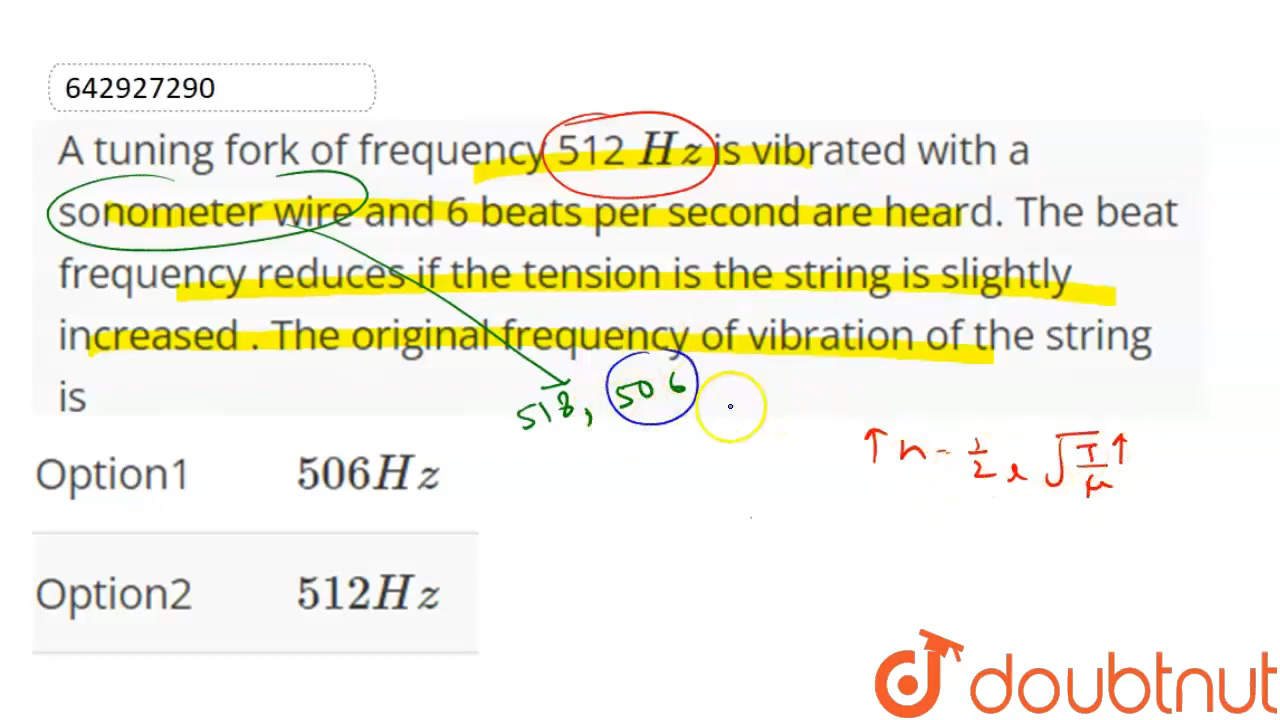 642927290
A tuning fork of frequency 512 Hz is vibrated with a
sonometer wire and 6 beats per second are heard. The beat
frequency reduces if the tension is the string is slightly
increased . The original frequency of vibration of the string
is
518, 506
↑ n - 1/2l √T/μ ↑
Option1 506Hz
Option2 512Hz
doubtnut